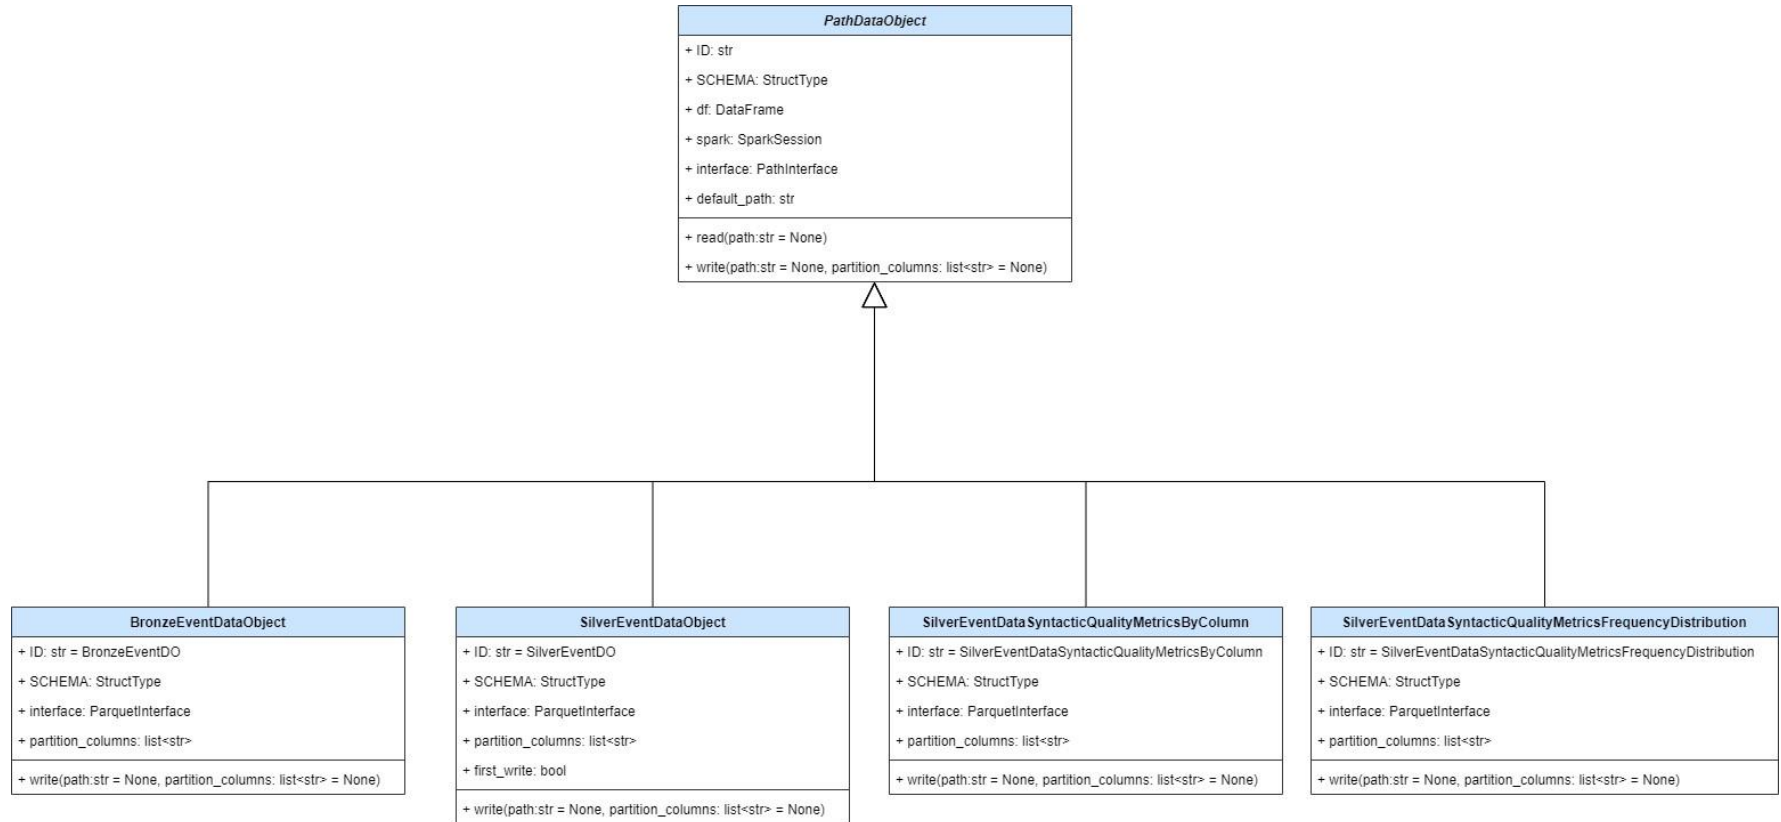 PathDataObject
+ ID: str
+ SCHEMA: StructType
+ df: DataFrame
+ spark: SparkSession
+ interface: PathInterface
+ default_path: str
+ read(path:str = None)
+ write(path:str = None, partition_columns: list<str> = None)
BronzeEventDataObject
+ ID: str = BronzeEventDO
+ SCHEMA: StructType
+ interface: ParquetInterface
+ partition_columns: list<str>
+ write(path:str = None, partition_columns: list<str> = None)
SilverEventDataObject
+ ID: str = SilverEventDO
+ SCHEMA: StructType
+ interface: ParquetInterface
+ partition_columns: list<str>
+ first_write: bool
+ write(path:str = None, partition_columns: list<str> = None)
SilverEventDataSyntacticQualityMetricsByColumn
+ ID: str = SilverEventDataSyntacticQualityMetricsByColumn
+ SCHEMA: StructType
+ interface: ParquetInterface
+ partition_columns: list<str>
+ write(path:str = None, partition_columns: list<str> = None)
SilverEventDataSyntacticQualityMetricsFrequencyDistribution
+ ID: str = SilverEventDataSyntacticQualityMetricsFrequencyDistribution
+ SCHEMA: StructType
+ interface: ParquetInterface
+ partition_columns: list<str>
+ write(path:str = None, partition_columns: list<str> = None)